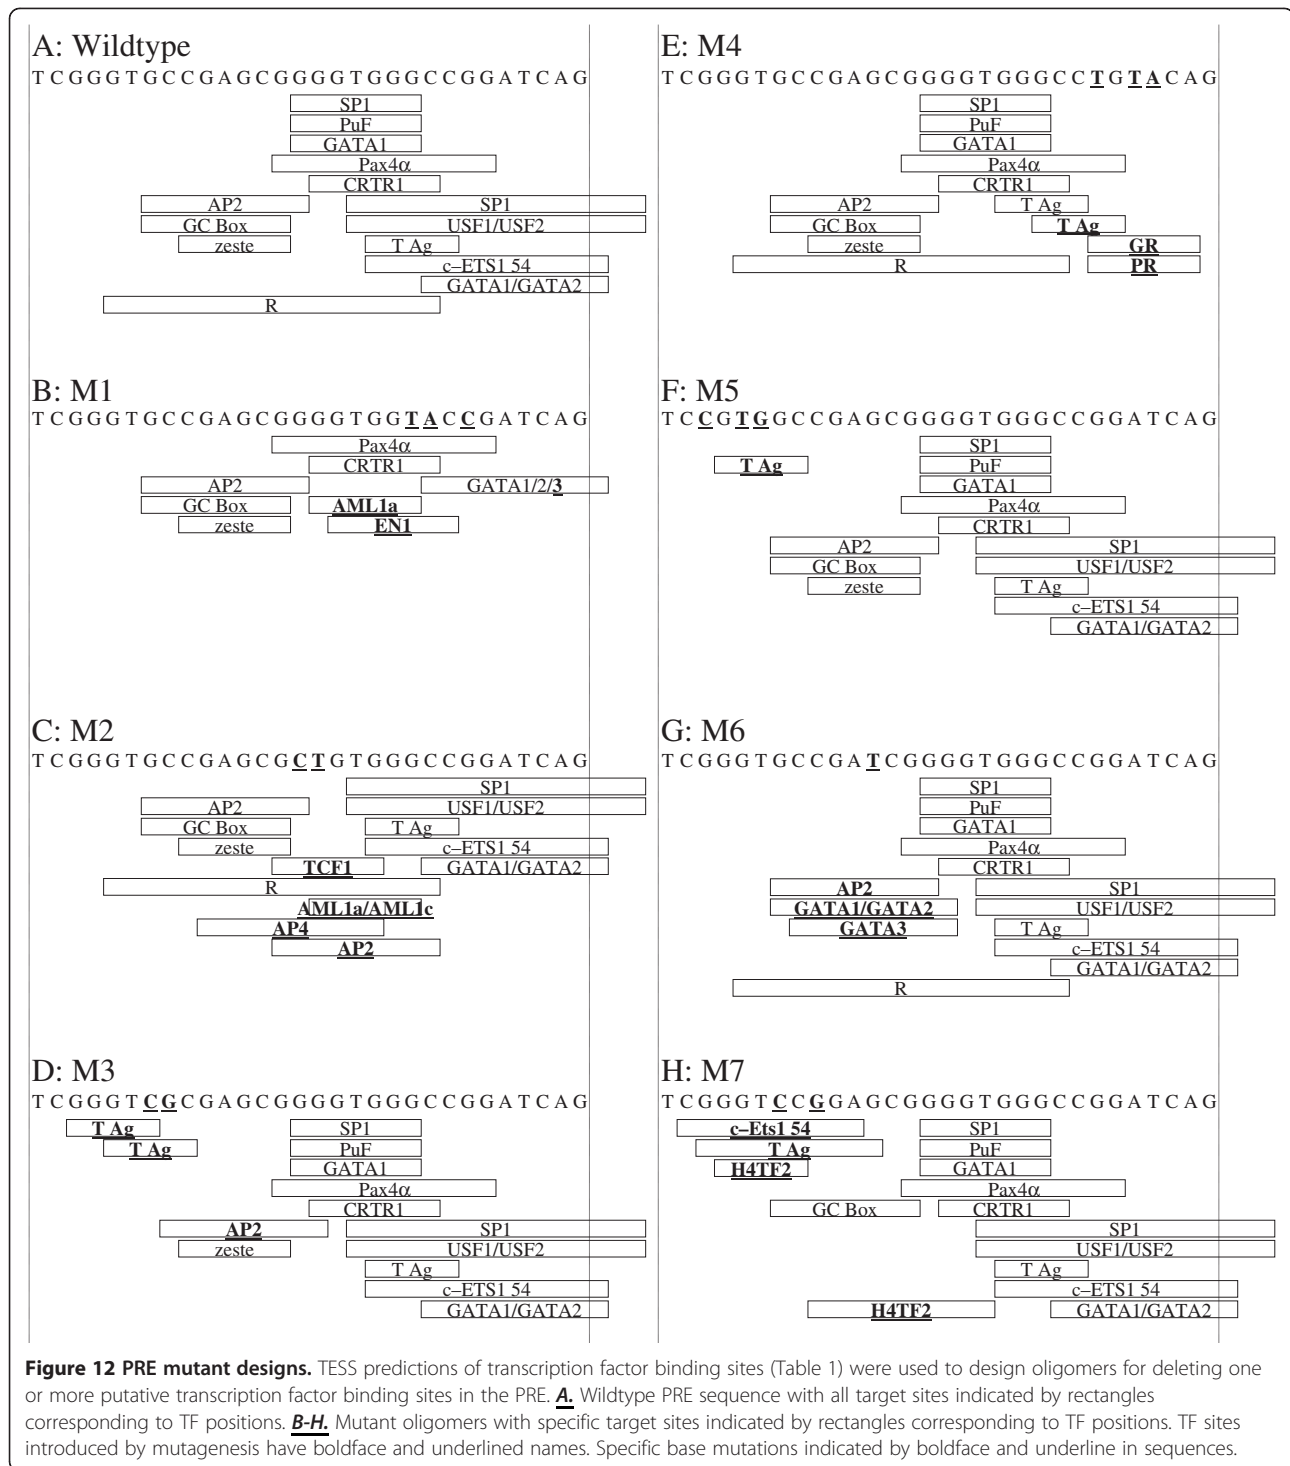 A: Wildtype
T C G G G T G C C G A G C G G G G T G G G C C G G A T C A G
SP1
PuF
GATA1
Pax4α
CRTR1
AP2 SP1
GC Box USF1/USF2
zeste T Ag
c–ETS1 54
GATA1/GATA2
R
B: M1
T C G G G T G C C G A G C G G G G T G G T A C C G A T C A G
Pax4α
CRTR1
AP2 GATA1/2/3
GC Box AML1a
zeste EN1
C: M2
T C G G G T G C C G A G C G C T G T G G G C C G G A T C A G
SP1
AP2 USF1/USF2
GC Box T Ag
zeste c–ETS1 54
TCF1 GATA1/GATA2
R
AML1a/AML1c
AP4
AP2
D: M3
T C G G G T C G C G A G C G G G G T G G G C C G G A T C A G
T Ag SP1
T Ag PuF
GATA1
Pax4α
CRTR1
AP2 SP1
zeste USF1/USF2
T Ag
c–ETS1 54
GATA1/GATA2
E: M4
T C G G G T G C C G A G C G G G G T G G G C C T G T A C A G
SP1
PuF
GATA1
Pax4α
CRTR1
AP2 T Ag
GC Box T Ag
zeste GR
R PR
F: M5
T C C G T G G C C G A G C G G G G T G G G C C G G A T C A G
SP1
T Ag PuF
GATA1
Pax4α
CRTR1
AP2 SP1
GC Box USF1/USF2
zeste T Ag
c–ETS1 54
GATA1/GATA2
G: M6
T C G G G T G C C G A T C G G G G T G G G C C G G A T C A G
SP1
PuF
GATA1
Pax4α
CRTR1
AP2 SP1
GATA1/GATA2 USF1/USF2
GATA3 T Ag
c–ETS1 54
GATA1/GATA2
R
H: M7
T C G G G T C C G G A G C G G G G T G G G C C G G A T C A G
c–Ets1 54 SP1
T Ag PuF
H4TF2 GATA1
Pax4α
GC Box CRTR1
SP1
USF1/USF2
T Ag
c–ETS1 54
H4TF2 GATA1/GATA2
Figure 12 PRE mutant designs. TESS predictions of transcription factor binding sites (Table 1) were used to design oligomers for deleting one
or more putative transcription factor binding sites in the PRE. A. Wildtype PRE sequence with all target sites indicated by rectangles
corresponding to TF positions. B-H. Mutant oligomers with specific target sites indicated by rectangles corresponding to TF positions. TF sites
introduced by mutagenesis have boldface and underlined names. Specific base mutations indicated by boldface and underline in sequences.